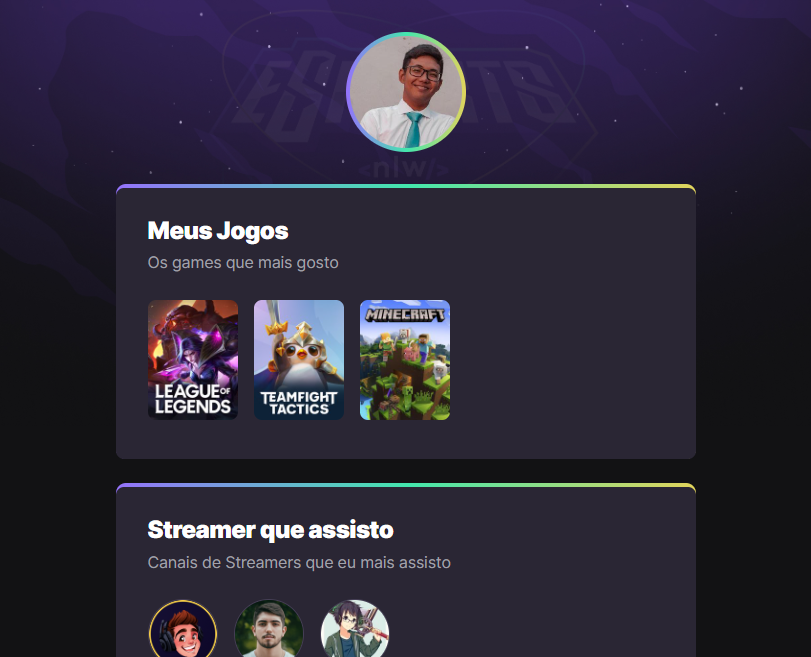 ESPORTS
<nlw/>
Meus Jogos
Os games que mais gosto
LEAGUE OF
LEGENDS
TEAMFIGHT
TACTICS
MINECRAFT
Streamer que assisto
Canais de Streamers que eu mais assisto